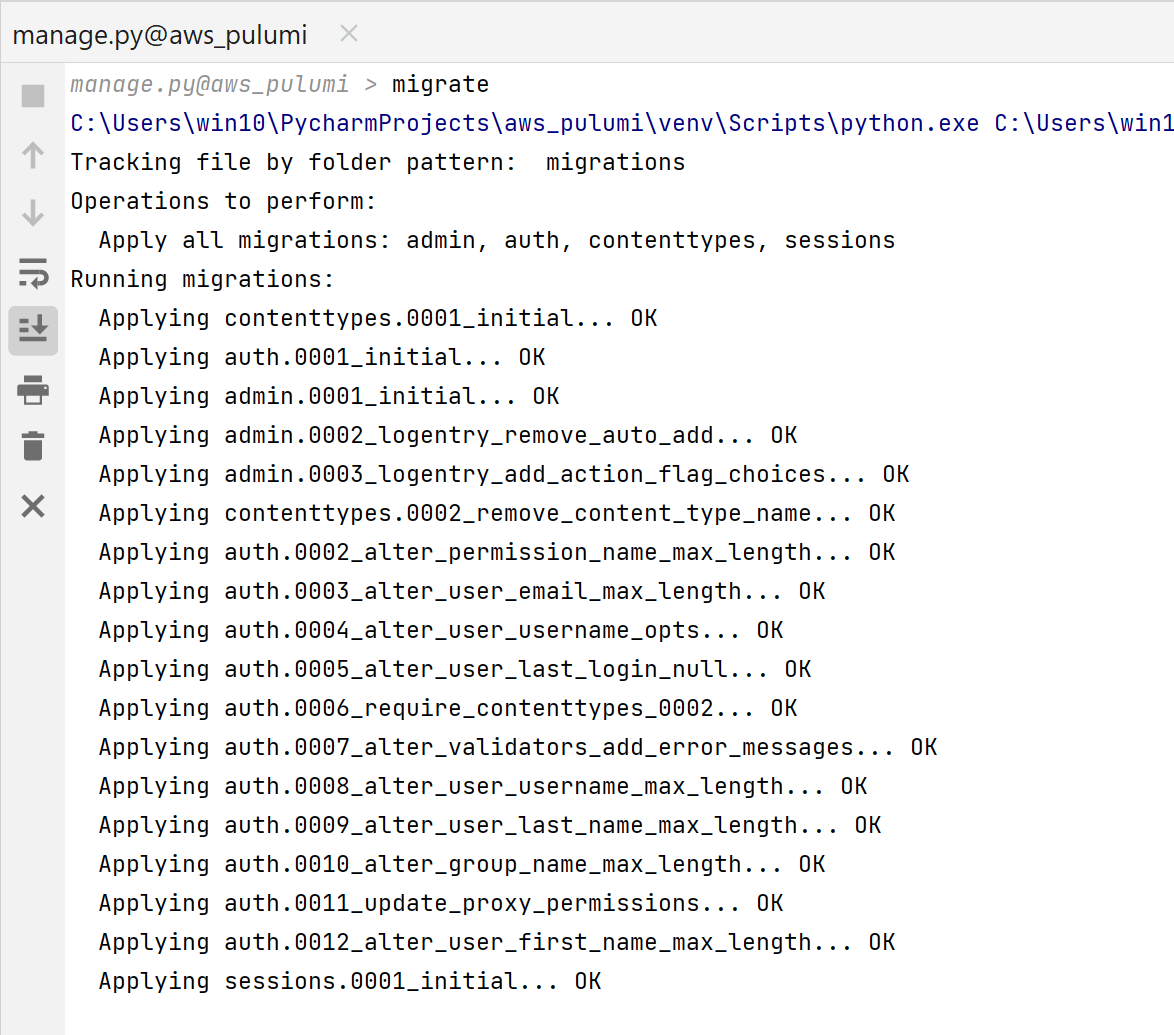 manage.py@aws_pulumi
manage.py@aws_pulumi > migrate
C:\Users\win10\PycharmProjects\aws_pulumi\venv\Scripts\python.exe C:\Users\win1
Tracking file by folder pattern:  migrations
Operations to perform:
  Apply all migrations: admin, auth, contenttypes, sessions
Running migrations:
  Applying contenttypes.0001_initial... OK
  Applying auth.0001_initial... OK
  Applying admin.0001_initial... OK
  Applying admin.0002_logentry_remove_auto_add... OK
  Applying admin.0003_logentry_add_action_flag_choices... OK
  Applying contenttypes.0002_remove_content_type_name... OK
  Applying auth.0002_alter_permission_name_max_length... OK
  Applying auth.0003_alter_user_email_max_length... OK
  Applying auth.0004_alter_user_username_opts... OK
  Applying auth.0005_alter_user_last_login_null... OK
  Applying auth.0006_require_contenttypes_0002... OK
  Applying auth.0007_alter_validators_add_error_messages... OK
  Applying auth.0008_alter_user_username_max_length... OK
  Applying auth.0009_alter_user_last_name_max_length... OK
  Applying auth.0010_alter_group_name_max_length... OK
  Applying auth.0011_update_proxy_permissions... OK
  Applying auth.0012_alter_user_first_name_max_length... OK
  Applying sessions.0001_initial... OK